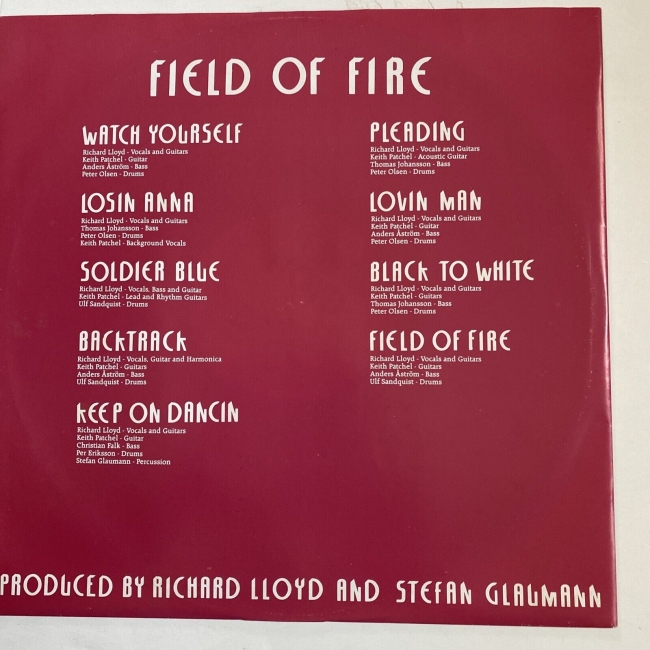 FIELD OF FIRE
WATCH YOURSELF
Richard Lloyd - Vocals and Guitars
Keith Patchel - Guitar
Anders Åström - Bass
Peter Olsen - Drums
LOSIN ANNA
Richard Lloyd - Vocals and Guitars
Thomas Johansson - Bass
Peter Olsen - Drums
Keith Patchel - Background Vocals
SOLDIER BLUE
Richard Lloyd - Vocals, Bass and Guitar
Keith Patchel - Lead and Rhythm Guitars
Ulf Sandquist - Drums
BACKTRACK
Richard Lloyd - Vocals, Guitar and Harmonica
Keith Patchel - Guitars
Anders Åström - Bass
Ulf Sandquist - Drums
KEEP ON DANCIN
Richard Lloyd - Vocals and Guitars
Keith Patchel - Guitar
Christian Falk - Bass
Per Eriksson - Drums
Stefan Glaumann - Percussion
PLEADING
Richard Lloyd - Vocals and Guitars
Keith Patchel - Acoustic Guitar
Thomas Johansson - Bass
Peter Olsen - Drums
LOVIN MAN
Richard Lloyd - Vocals and Guitars
Keith Patchel - Guitar
Anders Åström - Bass
Peter Olsen - Drums
BLACK TO WHITE
Richard Lloyd - Vocals and Guitars
Keith Patchel - Guitars
Thomas Johansson - Bass
Peter Olsen - Drums
FIELD OF FIRE
Richard Lloyd - Vocals and Guitars
Keith Patchel - Guitars
Anders Åström - Bass
Ulf Sandquist - Drums
PRODUCED BY RICHARD LLOYD AND STEFAN GLAUMANN